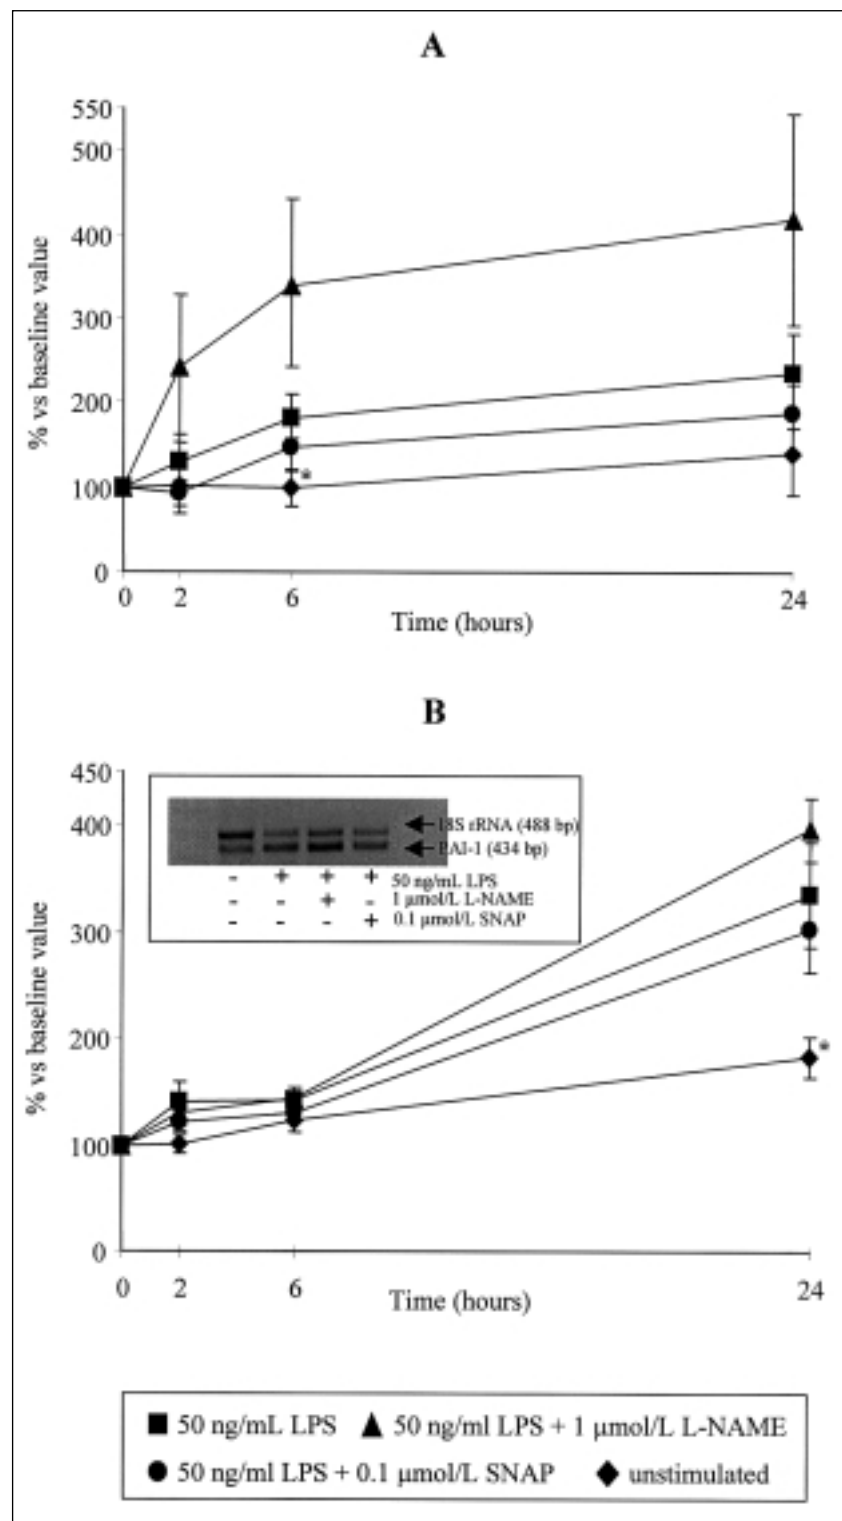 A
550
500
400
300
200
100
0
% vs baseline value
0 2 6 24
Time (hours)
*
B
450
400
300
200
100
0
% vs baseline value
18S rRNA (488 bp)
PAI-1 (434 bp)
- + + + 50 ng/mL LPS
- - + - 1 μmol/L L-NAME
- - - + 0.1 μmol/L SNAP
*
0 2 6 24
Time (hours)
50 ng/mL LPS 50 ng/ml LPS + 1 μmol/L L-NAME
50 ng/ml LPS + 0.1 μmol/L SNAP unstimulated